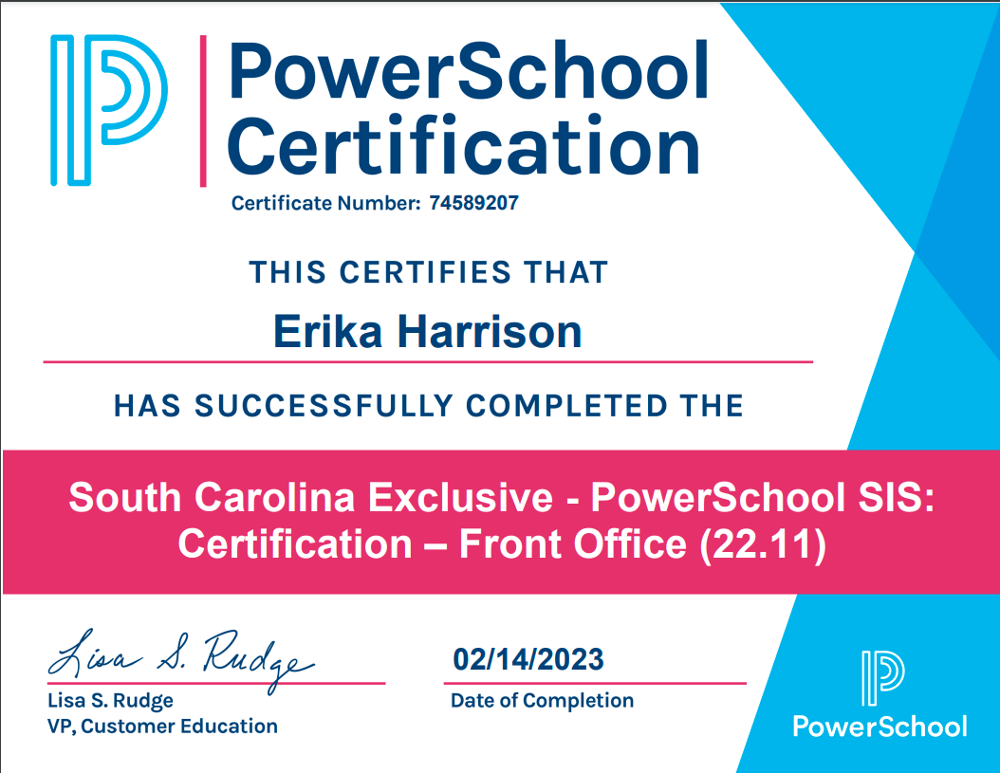 PowerSchool
Certification
Certificate Number: 74589207
THIS CERTIFIES THAT
Erika Harrison
HAS SUCCESSFULLY COMPLETED THE
South Carolina Exclusive - PowerSchool SIS:
Certification – Front Office (22.11)
Lisa S. Rudge
Lisa S. Rudge
VP, Customer Education
02/14/2023
Date of Completion
PowerSchool